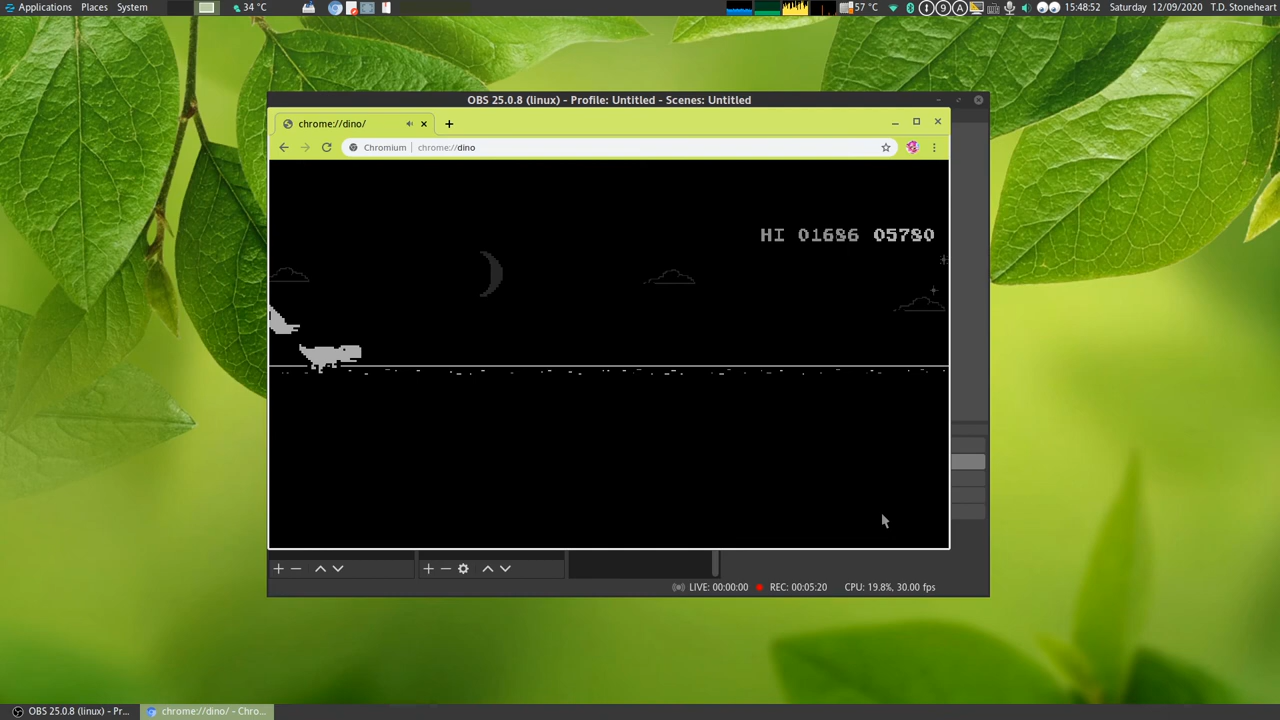 Applications Places System 34 °C 57 °C 15:48:52 Saturday 12/09/2020 T.D. Stoneheart
OBS 25.0.8 (linux) - Profile: Untitled - Scenes: Untitled
chrome://dino/
Chromium chrome://dino
HI 01686 05780
LIVE: 00:00:00 REC: 00:05:20 CPU: 19.8%, 30.00 fps
OBS 25.0.8 (linux) - Pr... chrome://dino/ - Chro...